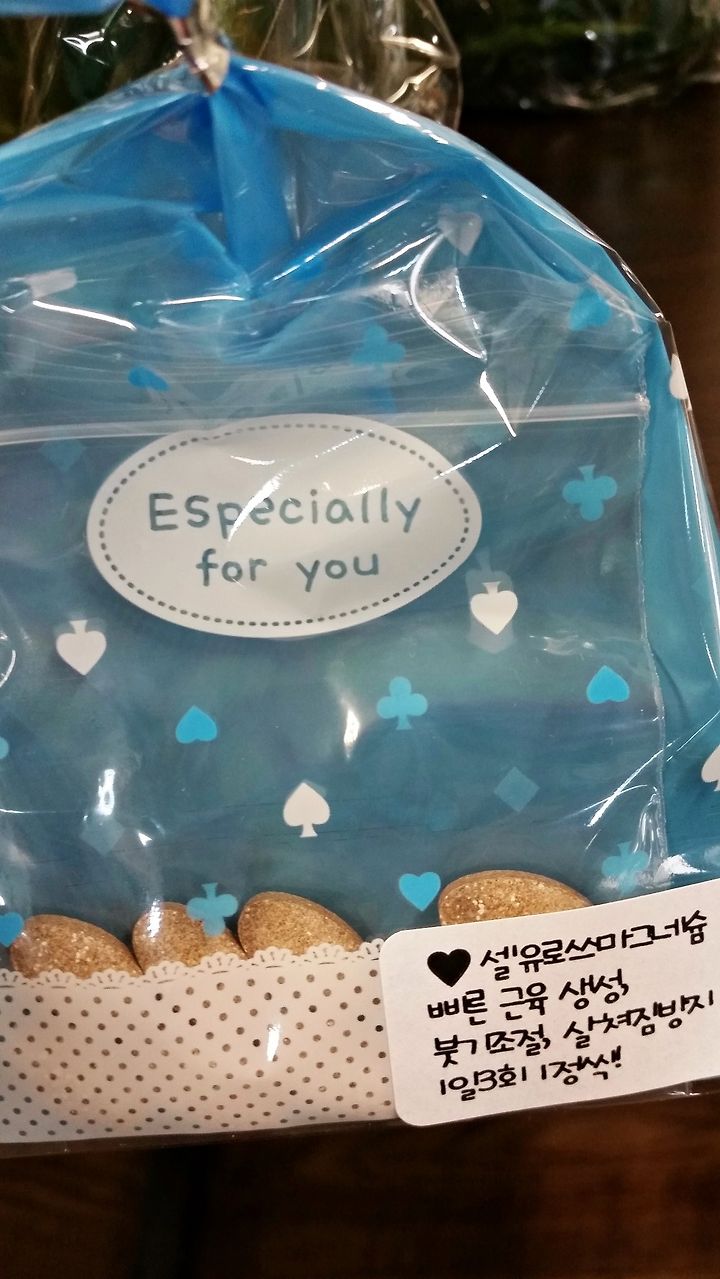 ESpecially
for you
♥ 셀유로쓰마그네슘
빠른 근육 생성,
붓기조절, 살쳐짐방지
1일3회 1정씩!